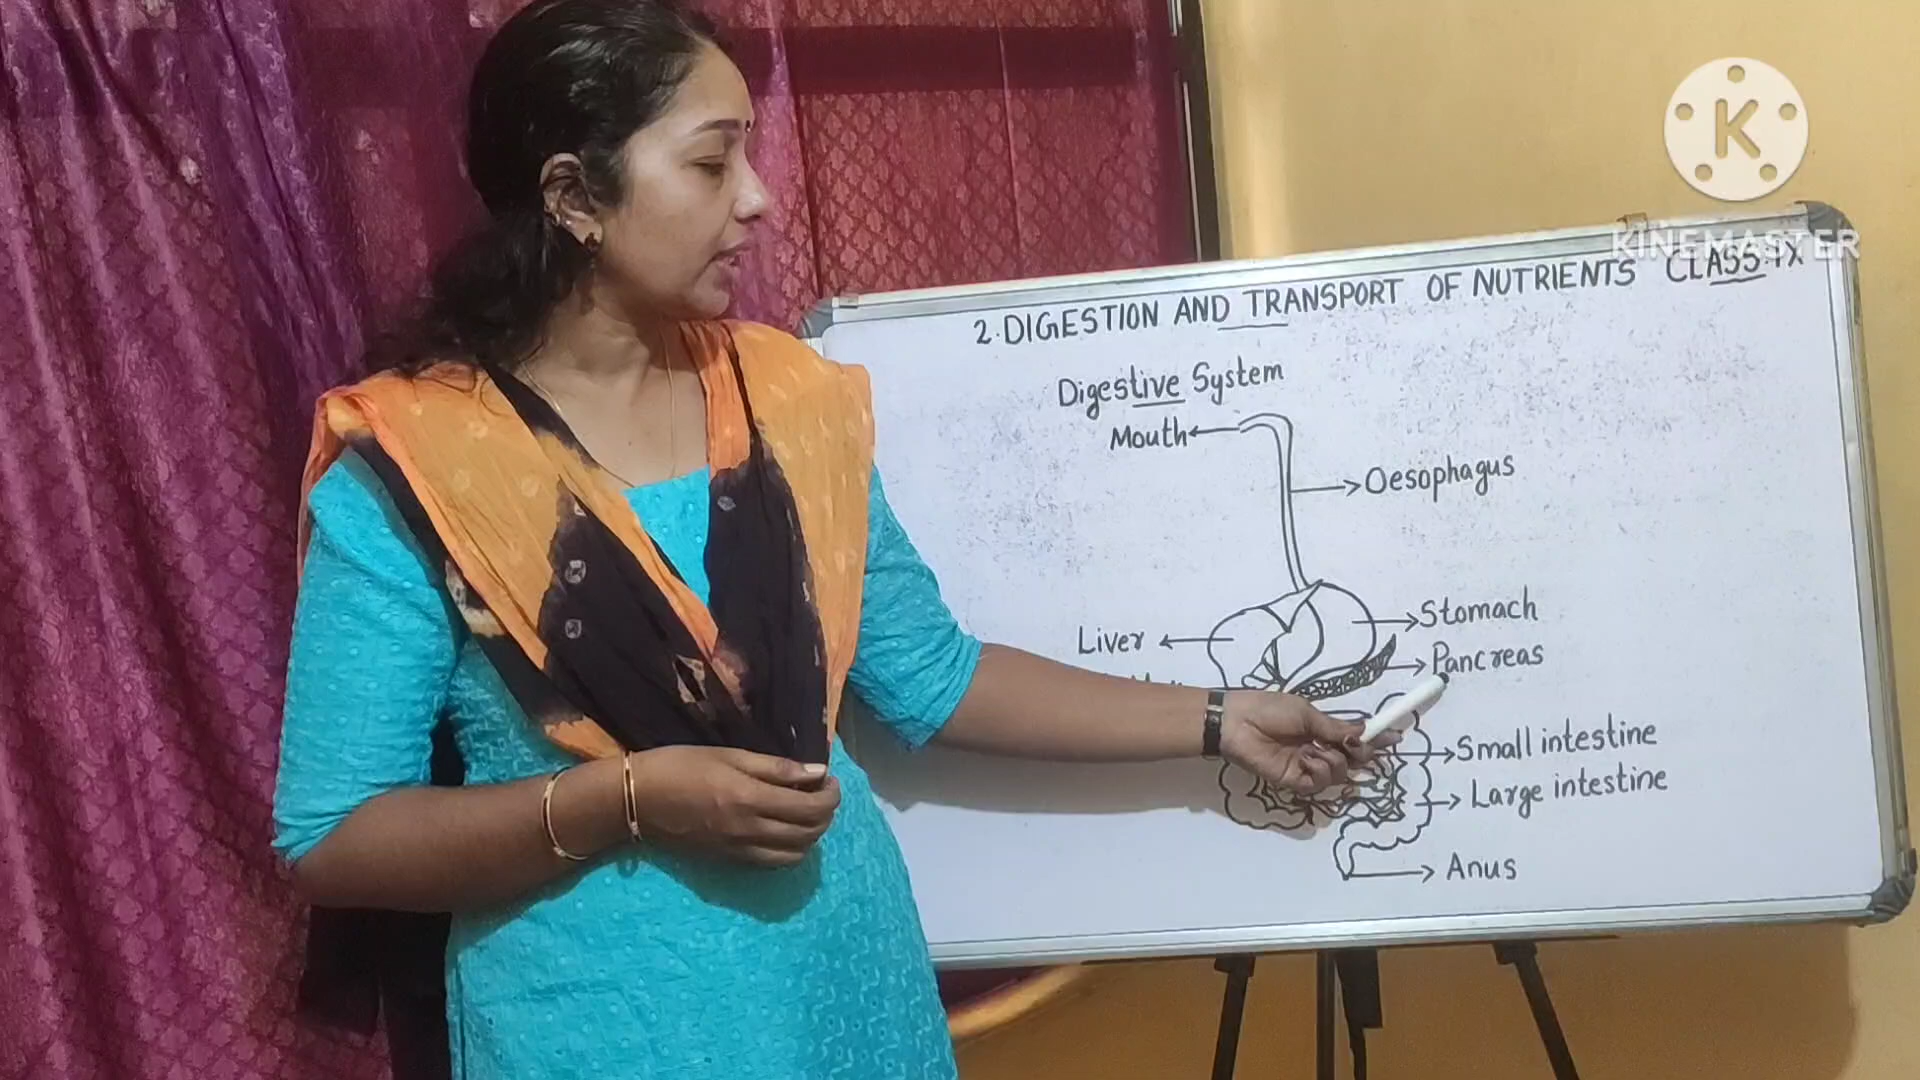 K
KINEMASTER
2. DIGESTION AND TRANSPORT OF NUTRIENTS CLASS: IX
Digestive System
Mouth
Oesophagus
Stomach
Liver
Pancreas
Small intestine
Large intestine
Anus